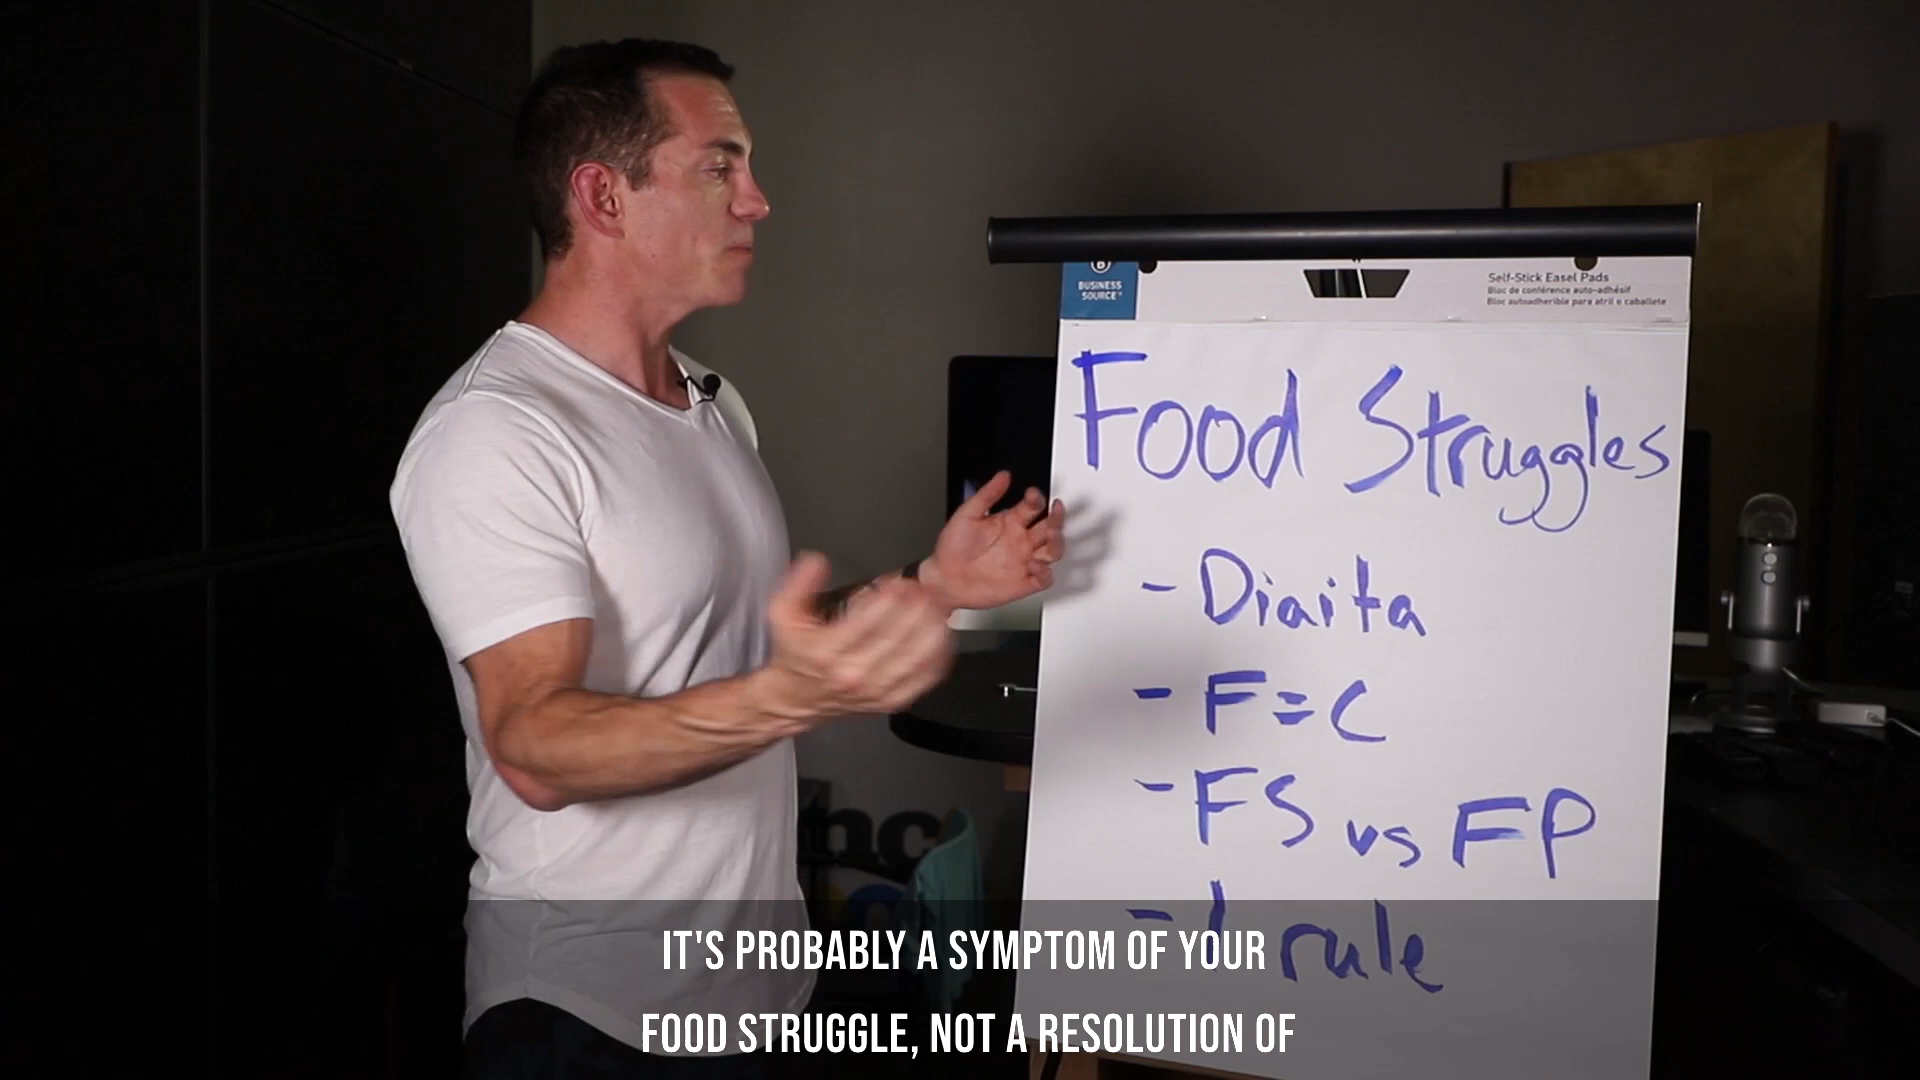 BUSINESS
SOURCE
Self-Stick Easel Pads
Bloc de conférence auto-adhésif
Bloc autoadherible para atril o caballete
Food Struggles
- Diaita
- F=C
- FS vs FP
- 1 rule
IT'S PROBABLY A SYMPTOM OF YOUR
FOOD STRUGGLE, NOT A RESOLUTION OF